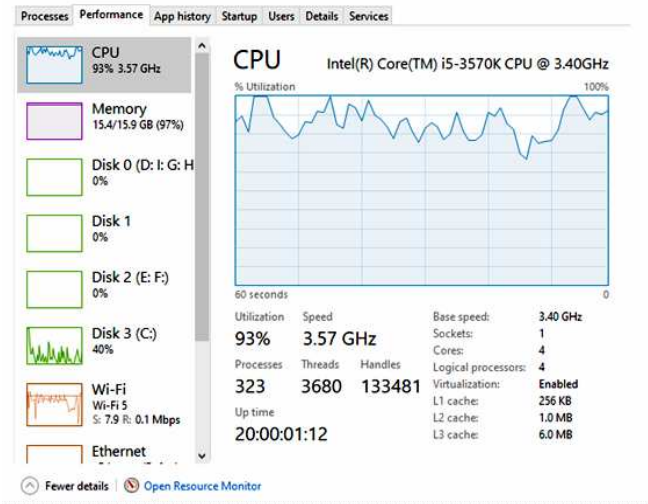 Processes Performance App history Startup Users Details Services
CPU
93% 3.57 GHz
Memory
15.4/15.9 GB (97%)
Disk 0 (D: I: G: H
0%
Disk 1
0%
Disk 2 (E: F:)
0%
Disk 3 (C:)
40%
Wi-Fi
Wi-Fi 5
S: 7.9 R: 0.1 Mbps
Ethernet
CPU Intel(R) Core(TM) i5-3570K CPU @ 3.40GHz
% Utilization 100%
60 seconds 0
Utilization Speed
93% 3.57 GHz
Processes Threads Handles
323 3680 133481
Up time
20:00:01:12
Base speed: 3.40 GHz
Sockets: 1
Cores: 4
Logical processors: 4
Virtualization: Enabled
L1 cache: 256 KB
L2 cache: 1.0 MB
L3 cache: 6.0 MB
Fewer details Open Resource Monitor